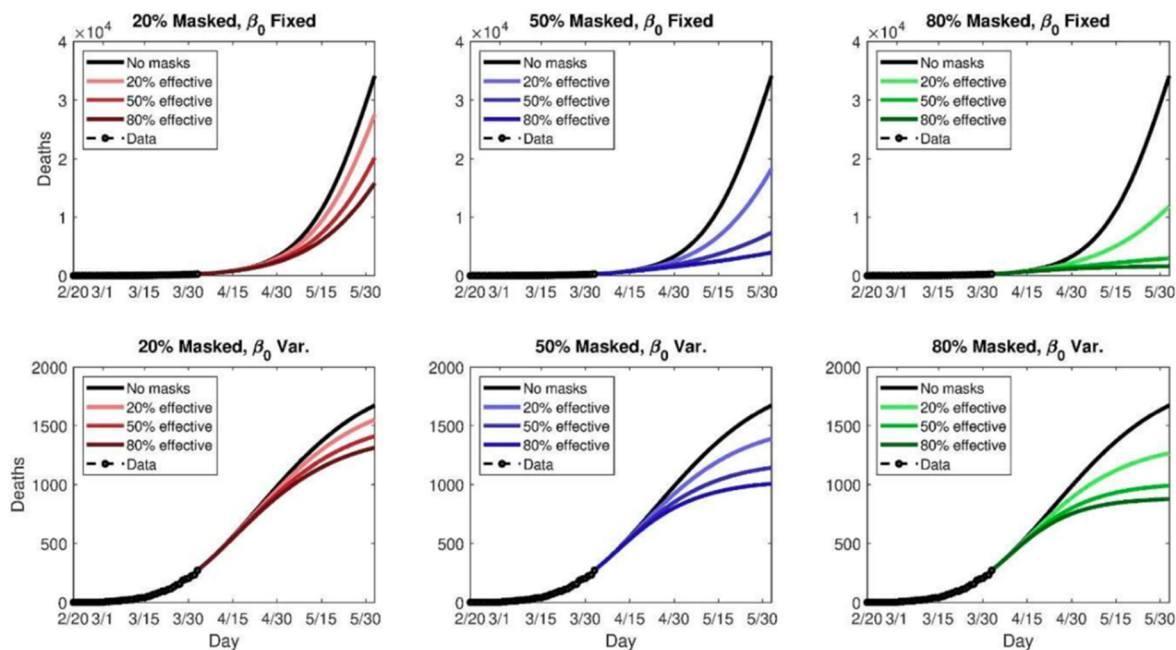 20% Masked, β₀ Fixed
×10⁴
4
3
2
1
0
Deaths
No masks
20% effective
50% effective
80% effective
Data
2/20 3/1 3/15 3/30 4/15 4/30 5/15 5/30
50% Masked, β₀ Fixed
×10⁴
4
3
2
1
0
No masks
20% effective
50% effective
80% effective
Data
2/20 3/1 3/15 3/30 4/15 4/30 5/15 5/30
80% Masked, β₀ Fixed
×10⁴
4
3
2
1
0
No masks
20% effective
50% effective
80% effective
Data
2/20 3/1 3/15 3/30 4/15 4/30 5/15 5/30
20% Masked, β₀ Var.
2000
1500
1000
500
0
Deaths
No masks
20% effective
50% effective
80% effective
Data
2/20 3/1 3/15 3/30 4/15 4/30 5/15 5/30
Day
50% Masked, β₀ Var.
2000
1500
1000
500
0
No masks
20% effective
50% effective
80% effective
Data
2/20 3/1 3/15 3/30 4/15 4/30 5/15 5/30
Day
80% Masked, β₀ Var.
2000
1500
1000
500
0
No masks
20% effective
50% effective
80% effective
Data
2/20 3/1 3/15 3/30 4/15 4/30 5/15 5/30
Day